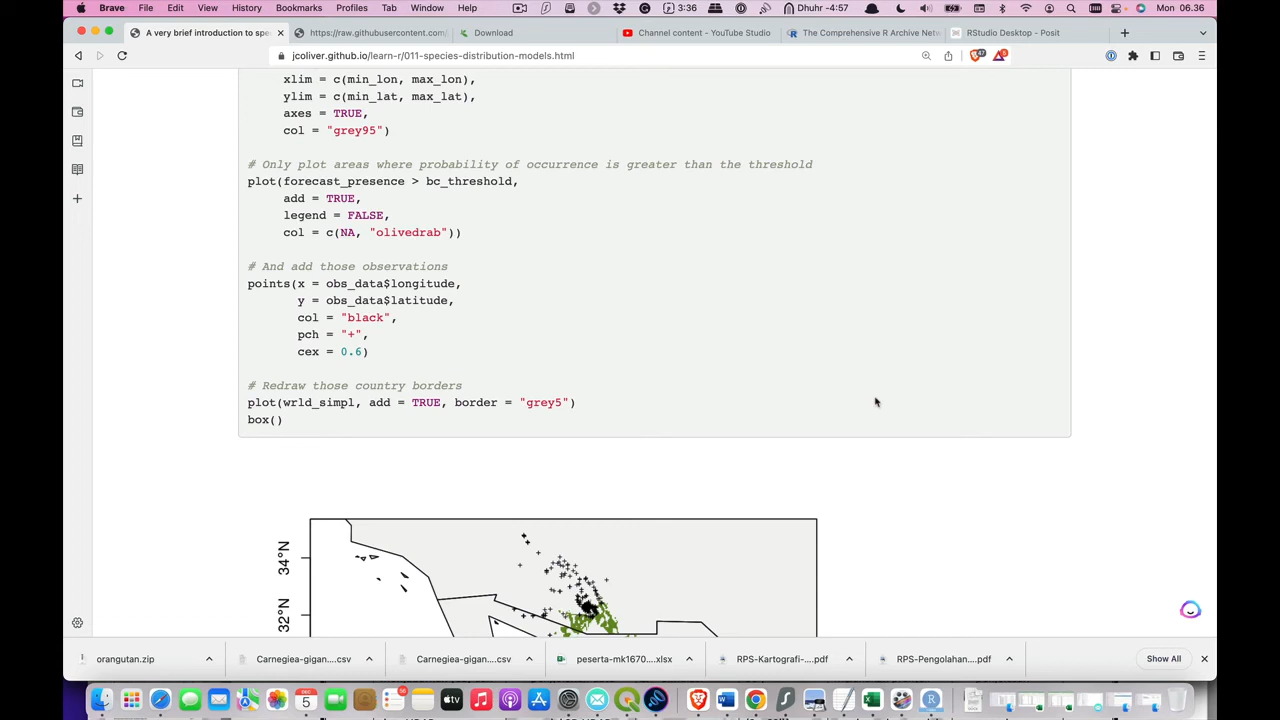 Brave File Edit View History Bookmarks Profiles Tab Window Help 3:36 Dhuhr -4:57 Mon 06.36
A very brief introduction to spe
https://raw.githubusercontent.com/
Download
Channel content - YouTube Studio
The Comprehensive R Archive Netw
RStudio Desktop - Posit
jcoliver.github.io/learn-r/011-species-distribution-models.html
xlim = c(min_lon, max_lon),
ylim = c(min_lat, max_lat),
axes = TRUE,
col = "grey95")
# Only plot areas where probability of occurrence is greater than the threshold
plot(forecast_presence > bc_threshold,
add = TRUE,
legend = FALSE,
col = c(NA, "olivedrab"))
# And add those observations
points(x = obs_data$longitude,
y = obs_data$latitude,
col = "black",
pch = "+",
cex = 0.6)
# Redraw those country borders
plot(wrld_simpl, add = TRUE, border = "grey5")
box()
34°N
32°N
orangutan.zip
Carnegiea-gigan....csv
Carnegiea-gigan....csv
peserta-mk1670....xlsx
RPS-Kartografi-....pdf
RPS-Pengolahan....pdf
Show All